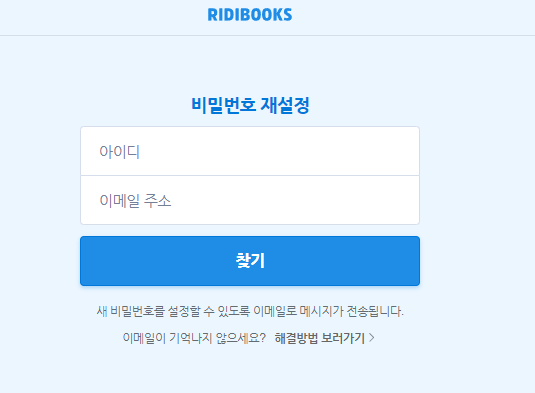 RIDIBOOKS
비밀번호 재설정
아이디
이메일 주소
찾기
새 비밀번호를 설정할 수 있도록 이메일로 메시지가 전송됩니다.
이메일이 기억나지 않으세요? 해결방법 보러가기 >